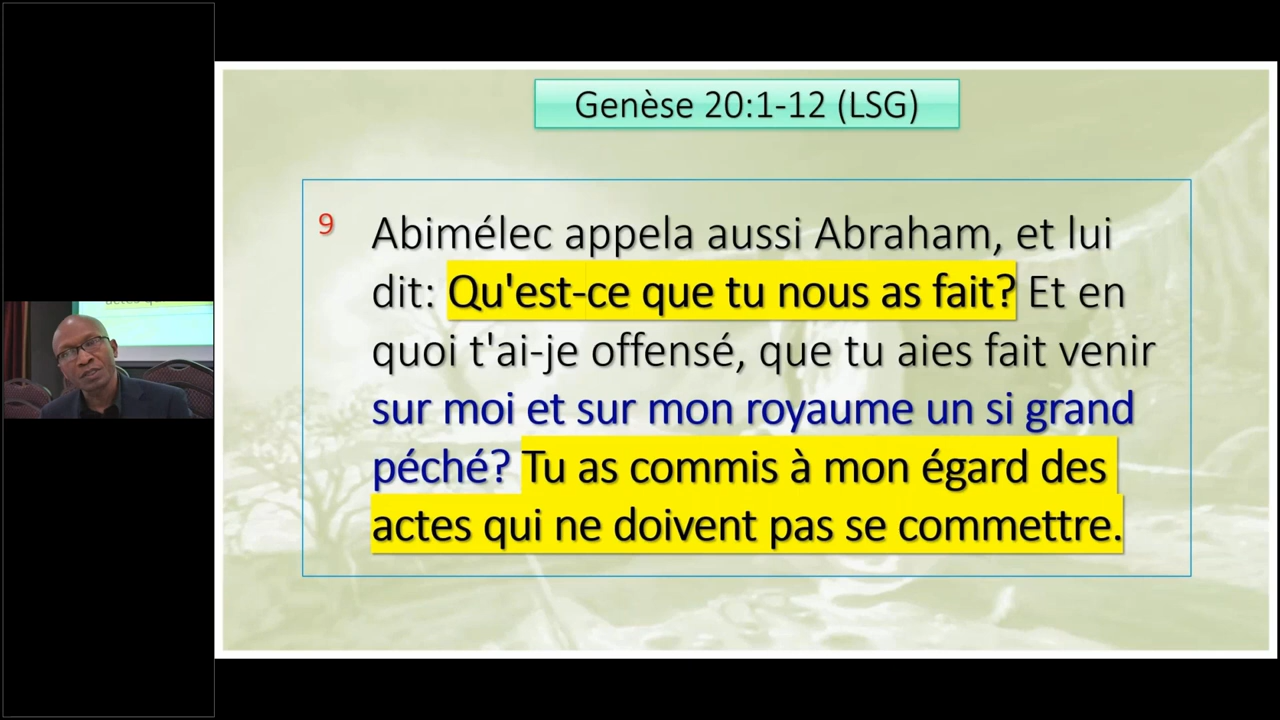 Genèse 20:1-12 (LSG)
9 Abimélec appela aussi Abraham, et lui
dit: Qu'est-ce que tu nous as fait? Et en
quoi t'ai-je offensé, que tu aies fait venir
sur moi et sur mon royaume un si grand
péché? Tu as commis à mon égard des
actes qui ne doivent pas se commettre.